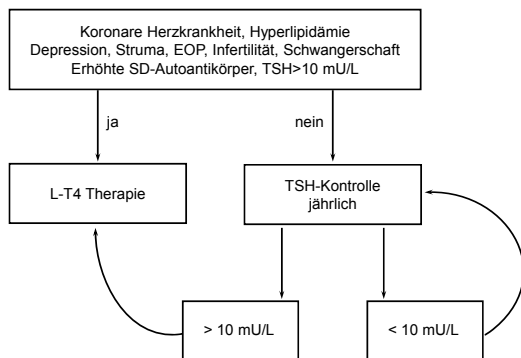 Koronare Herzkrankheit, Hyperlipidämie
Depression, Struma, EOP, Infertilität, Schwangerschaft
Erhöhte SD-Autoantikörper, TSH>10 mU/L
ja
nein
L-T4 Therapie
TSH-Kontrolle
jährlich
> 10 mU/L
< 10 mU/L